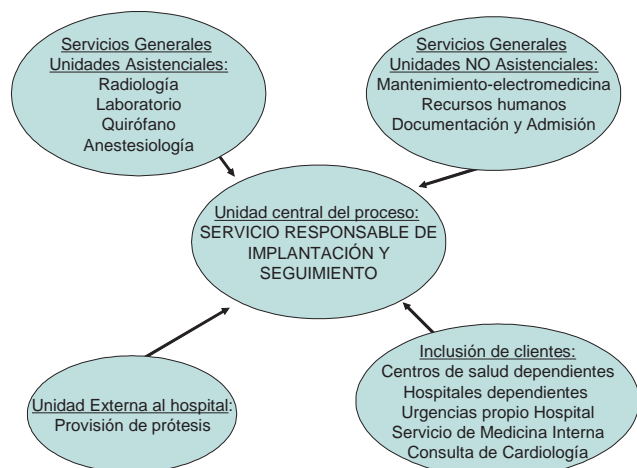 Servicios Generales
Unidades Asistenciales:
Radiología
Laboratorio
Quirófano
Anestesiología
Servicios Generales
Unidades NO Asistenciales:
Mantenimiento-electromedicina
Recursos humanos
Documentación y Admisión
Unidad central del proceso:
SERVICIO RESPONSABLE DE
IMPLANTACIÓN Y
SEGUIMIENTO
Unidad Externa al hospital:
Provisión de prótesis
Inclusión de clientes:
Centros de salud dependientes
Hospitales dependientes
Urgencias propio Hospital
Servicio de Medicina Interna
Consulta de Cardiología